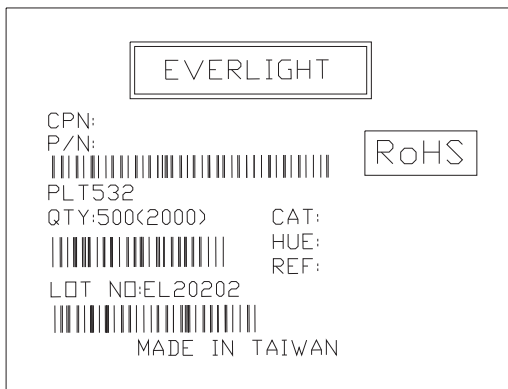 EVERLIGHT
CPN:
P/N:
RoHS
PLT532
QTY:500(2000)
CAT:
HUE:
REF:
LOT NO:EL20202
MADE IN TAIWAN